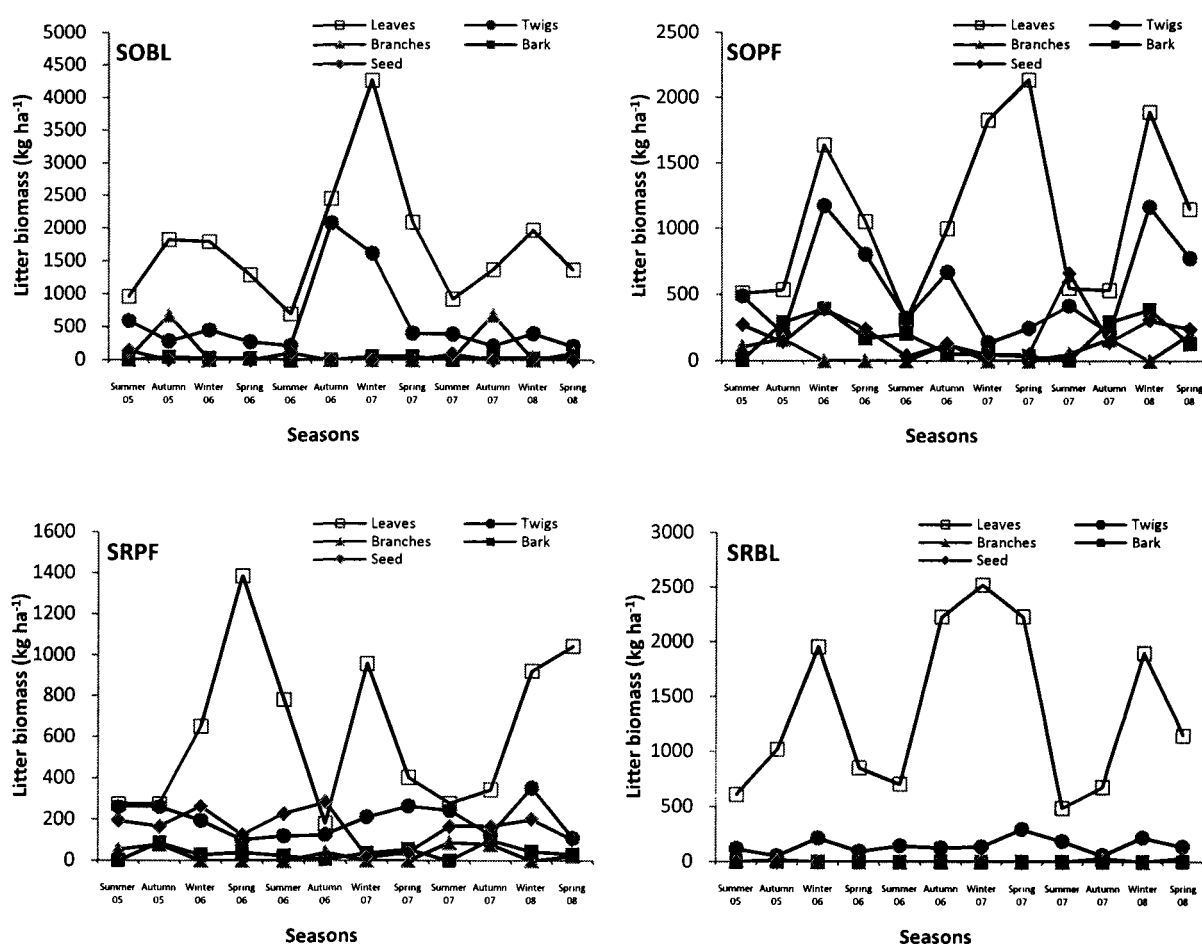 SOBL
Leaves Twigs
Branches Bark
Seed
Litter biomass (kg ha⁻¹)
5000
4500
4000
3500
3000
2500
2000
1500
1000
500
0
Summer Autumn Winter Spring Summer Autumn Winter Spring Summer Autumn Winter Spring
05 05 06 06 06 06 07 07 07 07 08 08
Seasons
SOPF
Leaves Twigs
Branches Bark
Seed
Litter biomass (kg ha⁻¹)
2500
2000
1500
1000
500
0
Summer Autumn Winter Spring Summer Autumn Winter Spring Summer Autumn Winter Spring
05 05 06 06 06 06 07 07 07 07 08 08
Seasons
SRPF
Leaves Twigs
Branches Bark
Seed
Litter biomass (kg ha⁻¹)
1600
1400
1200
1000
800
600
400
200
0
Summer Autumn Winter Spring Summer Autumn Winter Spring Summer Autumn Winter Spring
05 05 06 06 06 06 07 07 07 07 08 08
Seasons
SRBL
Leaves Twigs
Branches Bark
Seed
Litter biomass (kg ha⁻¹)
3000
2500
2000
1500
1000
500
0
Summer Autumn Winter Spring Summer Autumn Winter Spring Summer Autumn Winter Spring
05 05 06 06 06 06 07 07 07 07 08 08
Seasons